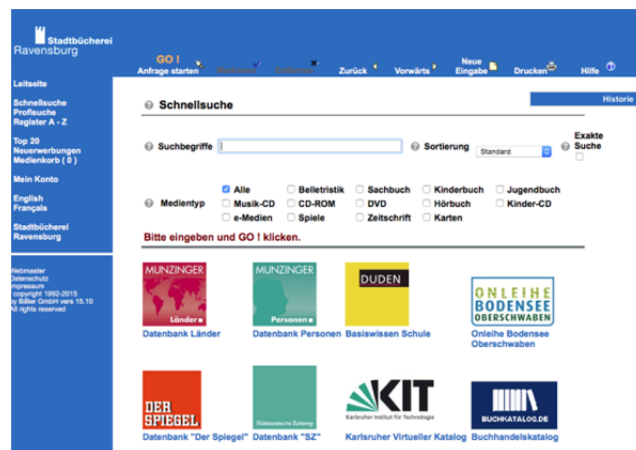 Stadtbücherei
Ravensburg
GO !
Anfrage starten
Zurück
Vorwärts
Neue
Eingabe
Drucken
Hilfe
Leitseite
Schnellsuche
Profisuche
Register A - Z
Top 20
Neuerwerbungen
Medienkorb ( 0 )
Mein Konto
English
Français
Stadtbücherei
Ravensburg
Webmaster
Datenschutz
Impressum
copyright 1992-2015
by BiBer GmbH vers 15.10
All rights reserved
Historie
Schnellsuche
Suchbegriffe
Sortierung
Standard
Exakte
Suche
Medientyp
Alle Belletristik Sachbuch Kinderbuch Jugendbuch
Musik-CD CD-ROM DVD Hörbuch Kinder-CD
e-Medien Spiele Zeitschrift Karten
Bitte eingeben und GO ! klicken.
MUNZINGER
Länder
MUNZINGER
Personen
DUDEN
ONLEIHE
BODENSEE
OBERSCHWABEN
Datenbank Länder
Datenbank Personen
Basiswissen Schule
Onleihe Bodensee
Oberschwaben
DER
SPIEGEL
Süddeutsche Zeitung
KIT
Karlsruher Institut für Technologie
BUCHKATALOG.DE
Datenbank "Der Spiegel"
Datenbank "SZ"
Karlsruher Virtueller Katalog
Buchhandelskatalog